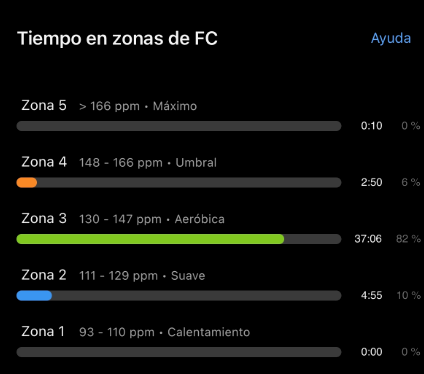 Tiempo en zonas de FC Ayuda
Zona 5 > 166 ppm • Máximo
0:10 0 %
Zona 4 148 - 166 ppm • Umbral
2:50 6 %
Zona 3 130 - 147 ppm • Aeróbica
37:06 82 %
Zona 2 111 - 129 ppm • Suave
4:55 10 %
Zona 1 93 - 110 ppm • Calentamiento
0:00 0 %